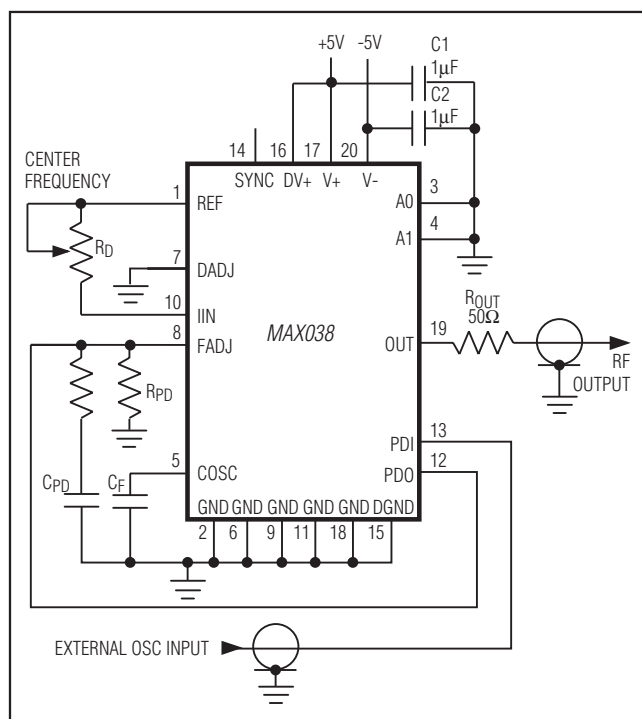 +5V -5V C1
1µF
C2
1µF
CENTER
FREQUENCY
14 16 17 20
SYNC DV+ V+ V-
1 REF
A0 3
A1 4
RD
7 DADJ
10 IIN
8 FADJ
MAX038
OUT 19
ROUT
50Ω
RF
OUTPUT
RPD
PDI 13
PDO 12
CPD
CF
5 COSC
GND GND GND GND GND DGND
2 6 9 11 18 15
EXTERNAL OSC INPUT